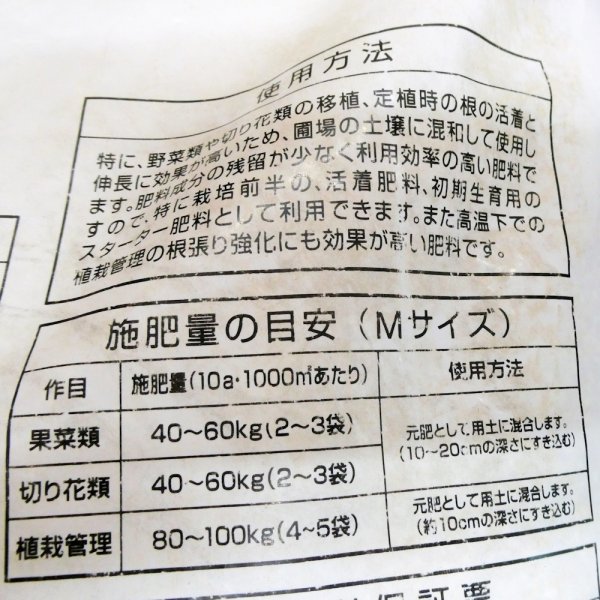 使用方法
特に、野菜類や切り花類の移植、定植時の根の活着と
伸長に効果が高いため、圃場の土壌に混和して使用し
ます。肥料成分の残留が少なく利用効率の高い肥料で
すので、特に栽培前半の、活着肥料、初期生育用の
スターター肥料として利用できます。また高温下での
植栽管理の根張り強化にも効果が高い肥料です。
施肥量の目安（Mサイズ）
作目 施肥量（10a・1000㎡あたり） 使用方法
果菜類 40～60kg（2～3袋） 元肥として用土に混合します。
（10～20cmの深さにすき込む）
切り花類 40～60kg（2～3袋）
植栽管理 80～100kg（4～5袋） 元肥として用土に混合します。
（約10cmの深さにすき込む）
保証票